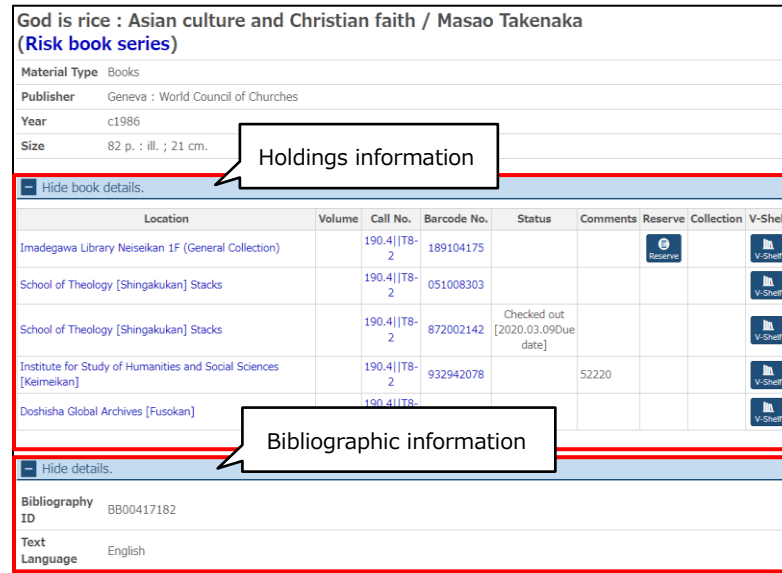 God is rice : Asian culture and Christian faith / Masao Takenaka
(Risk book series)
Material Type Books
Publisher Geneva : World Council of Churches
Year c1986
Size 82 p. : ill. ; 21 cm.
Holdings information
Hide book details.
Location Volume Call No. Barcode No. Status Comments Reserve Collection V-Shelf
Imadegawa Library Neiseikan 1F (General Collection) 190.4||T8-2 189104175 Reserve V-Shelf
School of Theology [Shingakukan] Stacks 190.4||T8-2 051008303 V-Shelf
School of Theology [Shingakukan] Stacks 190.4||T8-2 872002142 Checked out [2020.03.09Due date] V-Shelf
Institute for Study of Humanities and Social Sciences [Keimeikan] 190.4||T8-2 932942078 52220 V-Shelf
Doshisha Global Archives [Fusokan] 190.4||T8- V-Shelf
Bibliographic information
Hide details.
Bibliography ID BB00417182
Text Language English